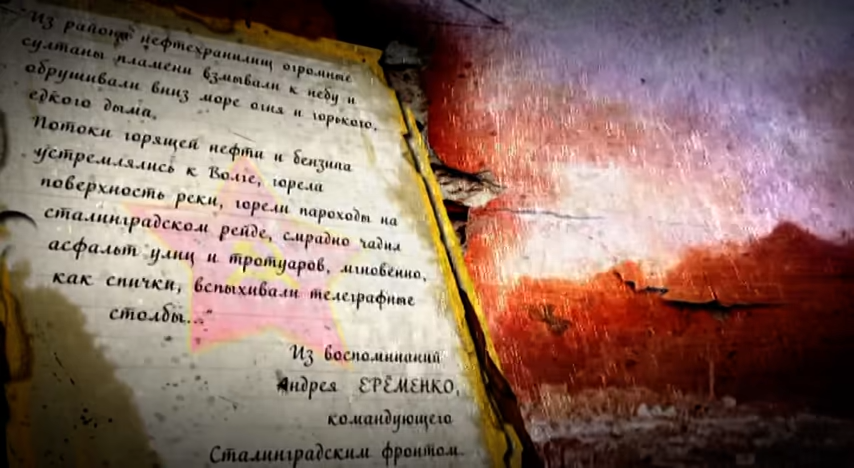 Из района нефтехранилищ огромные
султаны пламени взмывали к небу и
обрушивали вниз море огня и горького,
едкого дыма.
Потоки горящей нефти и бензина
устремлялись к Волге, горела
поверхность реки, горели пароходы на
сталинградском рейде, смрадно чадил
асфальт улиц и тротуаров, мгновенно,
как спички, вспыхивали телеграфные
столбы..."
Из воспоминаний
Андрея ЕРЁМЕНКО,
командующего
Сталинградским фронтом.